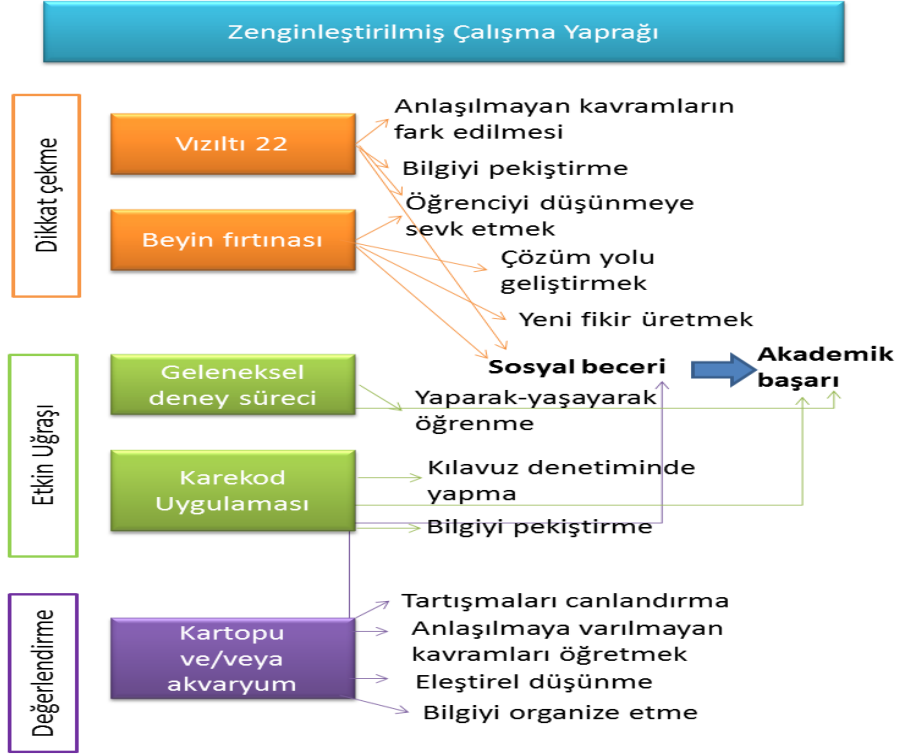 Zenginleştirilmiş Çalışma Yaprağı
Dikkat çekme
Vızıltı 22
Anlaşılmayan kavramların
fark edilmesi
Bilgiyi pekiştirme
Beyin fırtınası
Öğrenciyi düşünmeye
sevk etmek
Çözüm yolu
geliştirmek
Yeni fikir üretmek
Sosyal beceri
Akademik
başarı
Etkin Uğraşı
Geleneksel
deney süreci
Yaparak-yaşayarak
öğrenme
Karekod
Uygulaması
Kılavuz denetiminde
yapma
Bilgiyi pekiştirme
Değerlendirme
Kartopu
ve/veya
akvaryum
Tartışmaları canlandırma
Anlaşılmaya varılmayan
kavramları öğretmek
Eleştirel düşünme
Bilgiyi organize etme